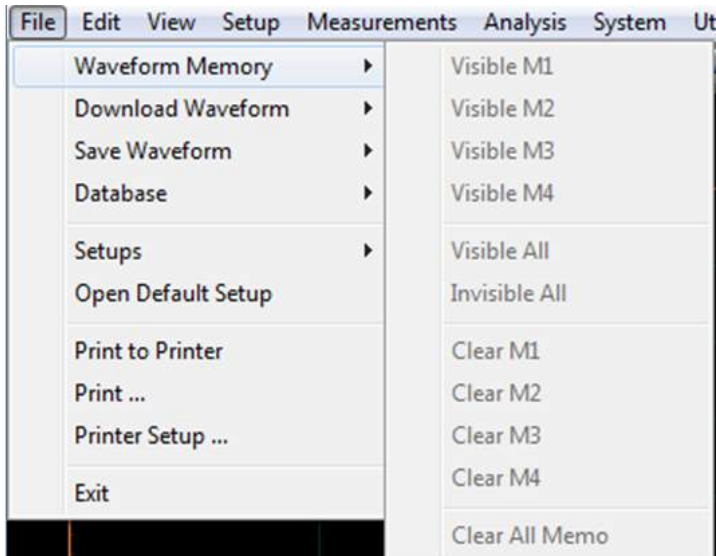 File Edit View Setup Measurements Analysis System Ut
Waveform Memory
Download Waveform
Save Waveform
Database
Setups
Open Default Setup
Print to Printer
Print ...
Printer Setup ...
Exit
Visible M1
Visible M2
Visible M3
Visible M4
Visible All
Invisible All
Clear M1
Clear M2
Clear M3
Clear M4
Clear All Memo